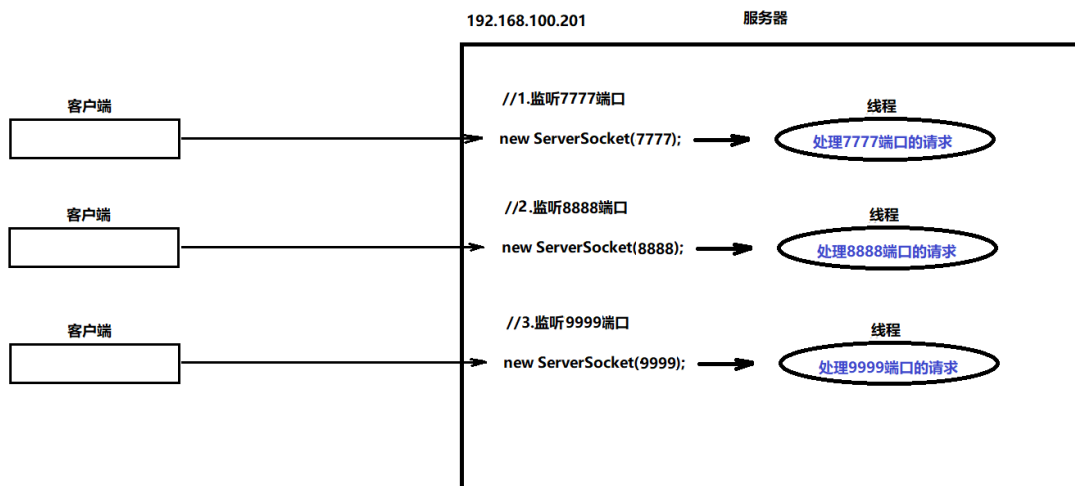 192.168.100.201
服务器
//1.监听7777端口
客户端
线程
new ServerSocket(7777);
处理7777端口的请求
//2.监听8888端口
客户端
线程
new ServerSocket(8888);
处理8888端口的请求
//3.监听9999端口
客户端
线程
new ServerSocket(9999);
处理9999端口的请求